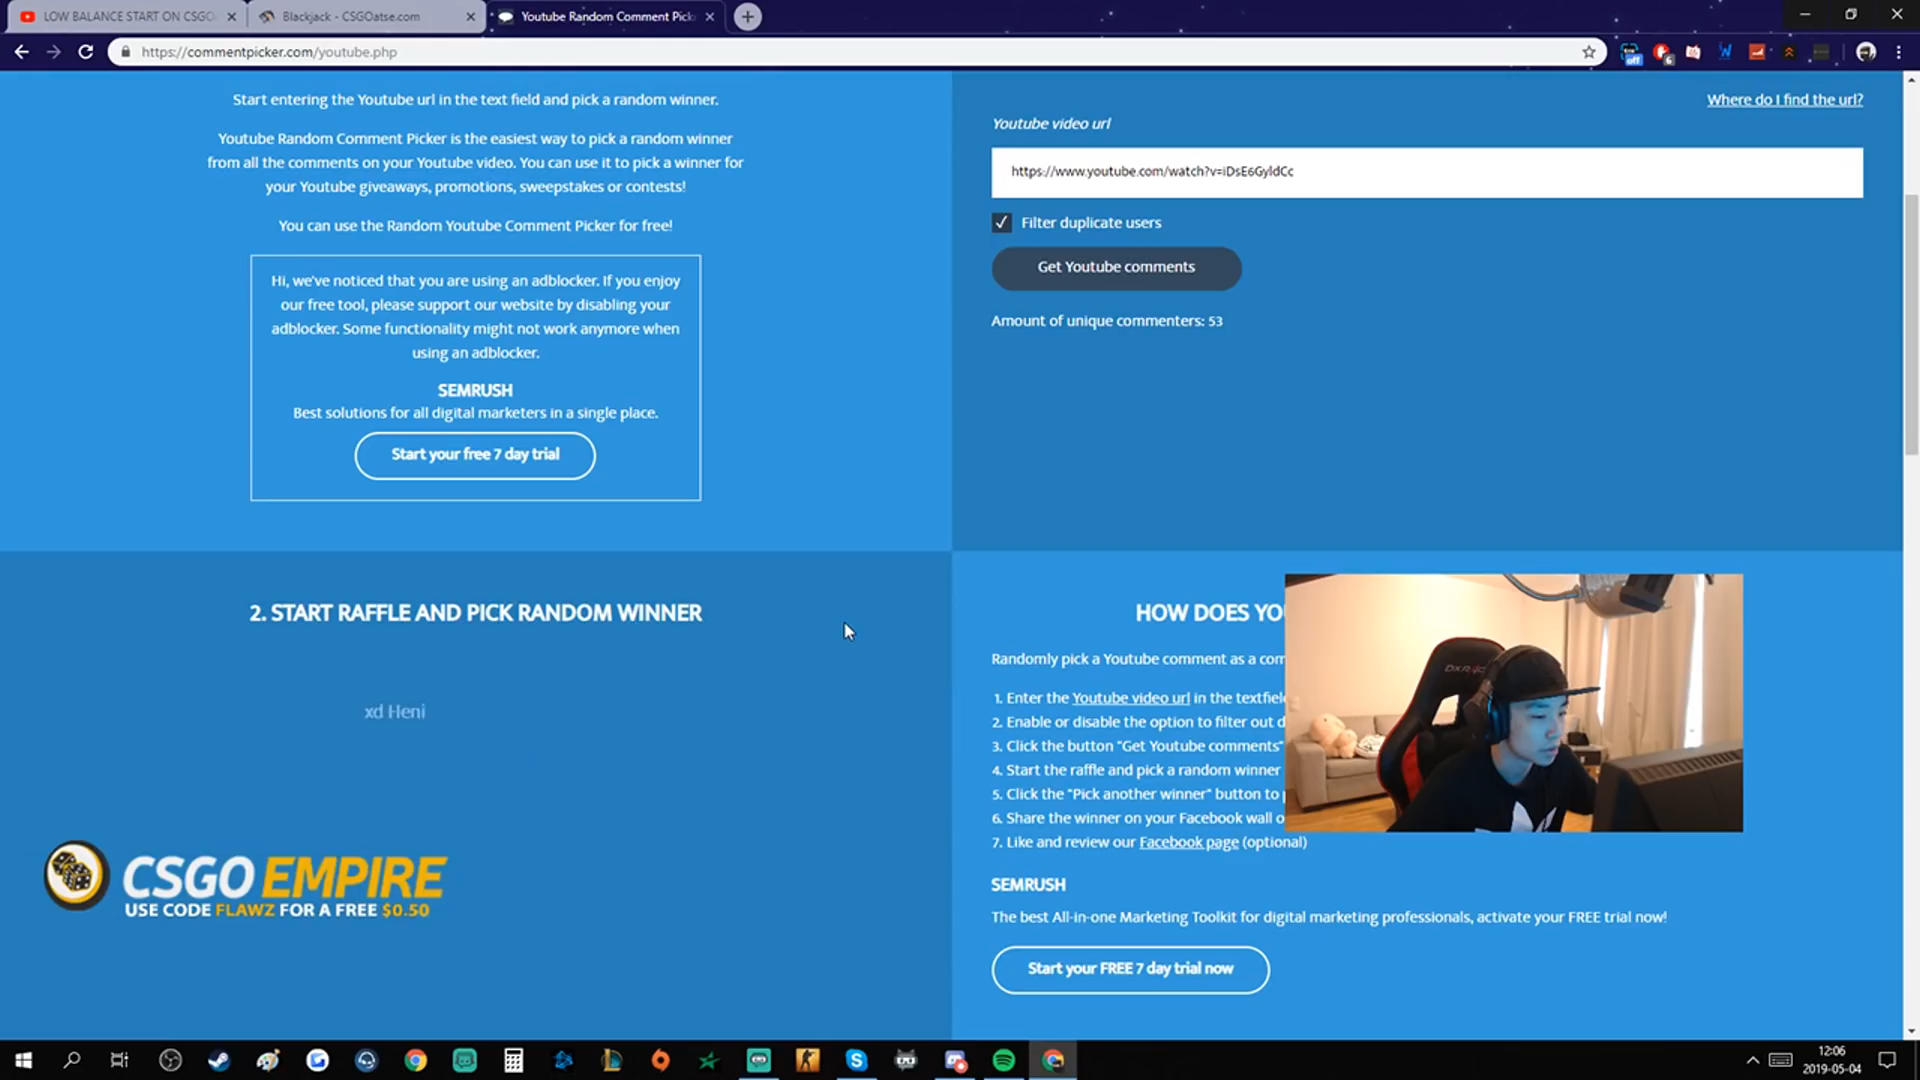 LOW BALANCE START ON CSGO
Blackjack - CSGOatse.com
Youtube Random Comment Pick
https://commentpicker.com/youtube.php
off
6
Start entering the Youtube url in the text field and pick a random winner.
Youtube Random Comment Picker is the easiest way to pick a random winner
from all the comments on your Youtube video. You can use it to pick a winner for
your Youtube giveaways, promotions, sweepstakes or contests!
You can use the Random Youtube Comment Picker for free!
Hi, we've noticed that you are using an adblocker. If you enjoy
our free tool, please support our website by disabling your
adblocker. Some functionality might not work anymore when
using an adblocker.
SEMRUSH
Best solutions for all digital marketers in a single place.
Start your free 7 day trial
Where do I find the url?
Youtube video url
https://www.youtube.com/watch?v=iDsE6GyldCc
Filter duplicate users
Get Youtube comments
Amount of unique commenters: 53
2. START RAFFLE AND PICK RANDOM WINNER
xd Heni
CSGO EMPIRE
USE CODE FLAWZ FOR A FREE $0.50
HOW DOES YO
Randomly pick a Youtube comment as a com
1. Enter the Youtube video url in the textfiel
2. Enable or disable the option to filter out d
3. Click the button "Get Youtube comments"
4. Start the raffle and pick a random winner
5. Click the "Pick another winner" button to
6. Share the winner on your Facebook wall o
7. Like and review our Facebook page (optional)
SEMRUSH
The best All-in-one Marketing Toolkit for digital marketing professionals, activate your FREE trial now!
Start your FREE 7 day trial now
12:06
2019-05-04